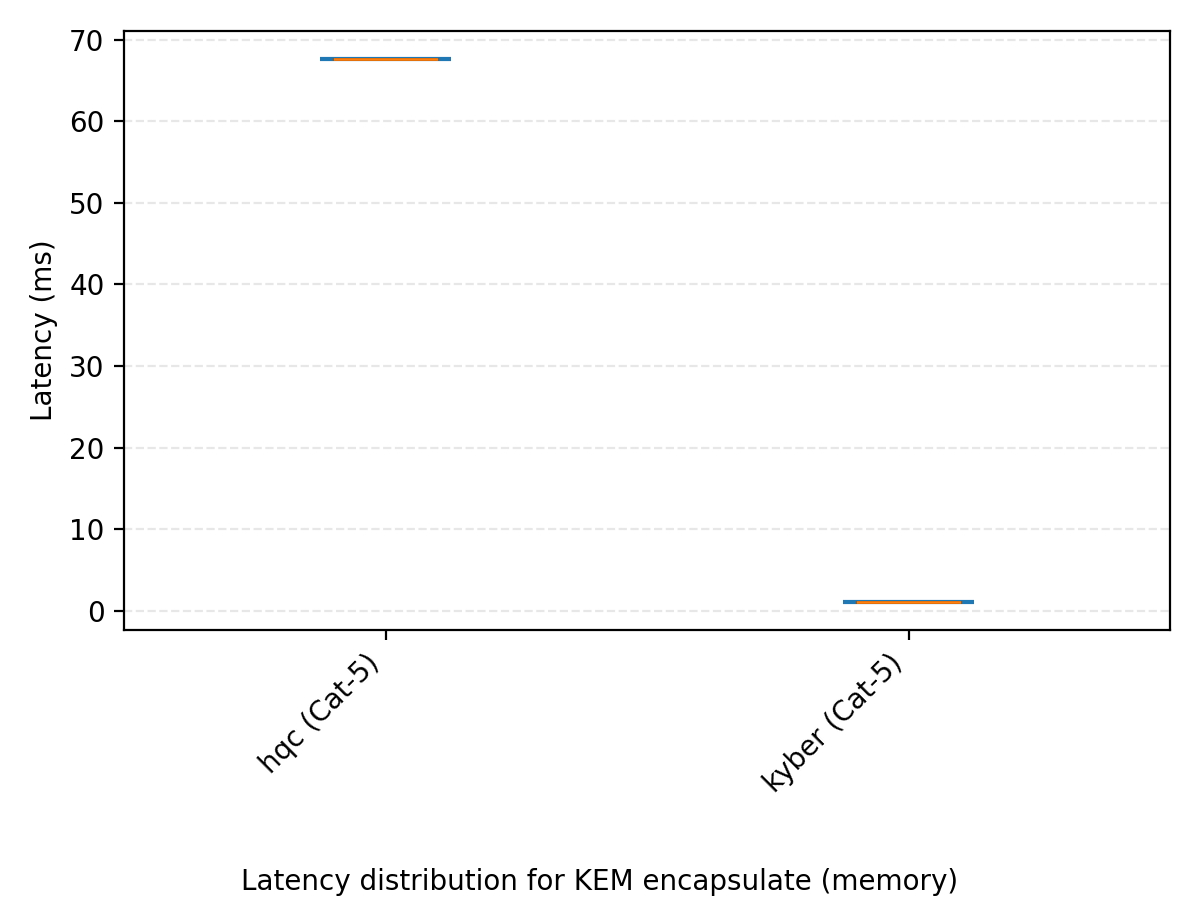 70
60
50
40
30
20
10
0
Latency (ms)
hqc (Cat-5)
kyber (Cat-5)
Latency distribution for KEM encapsulate (memory)